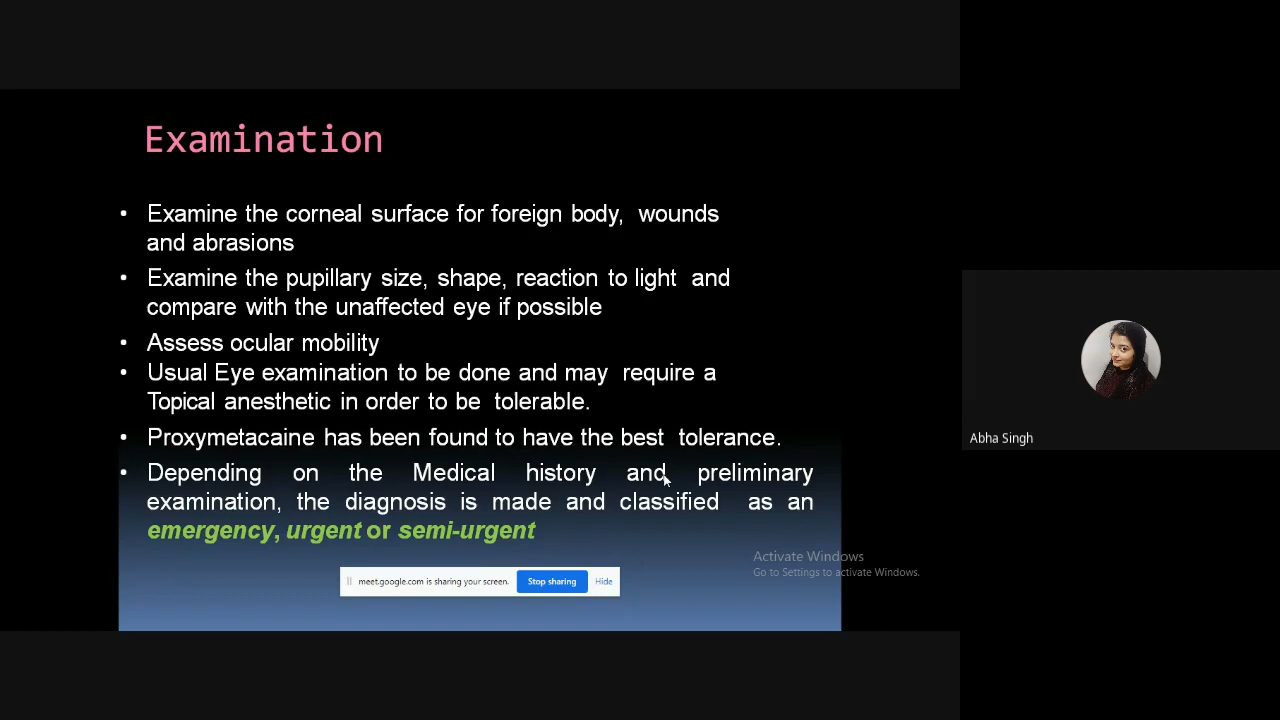 Examination
• Examine the corneal surface for foreign body, wounds
and abrasions
• Examine the pupillary size, shape, reaction to light and
compare with the unaffected eye if possible
• Assess ocular mobility
• Usual Eye examination to be done and may require a
Topical anesthetic in order to be tolerable.
• Proxymetacaine has been found to have the best tolerance.
• Depending on the Medical history and preliminary
examination, the diagnosis is made and classified as an
emergency, urgent or semi-urgent
Abha Singh
Activate Windows
Go to Settings to activate Windows.
meet.google.com is sharing your screen. Stop sharing Hide